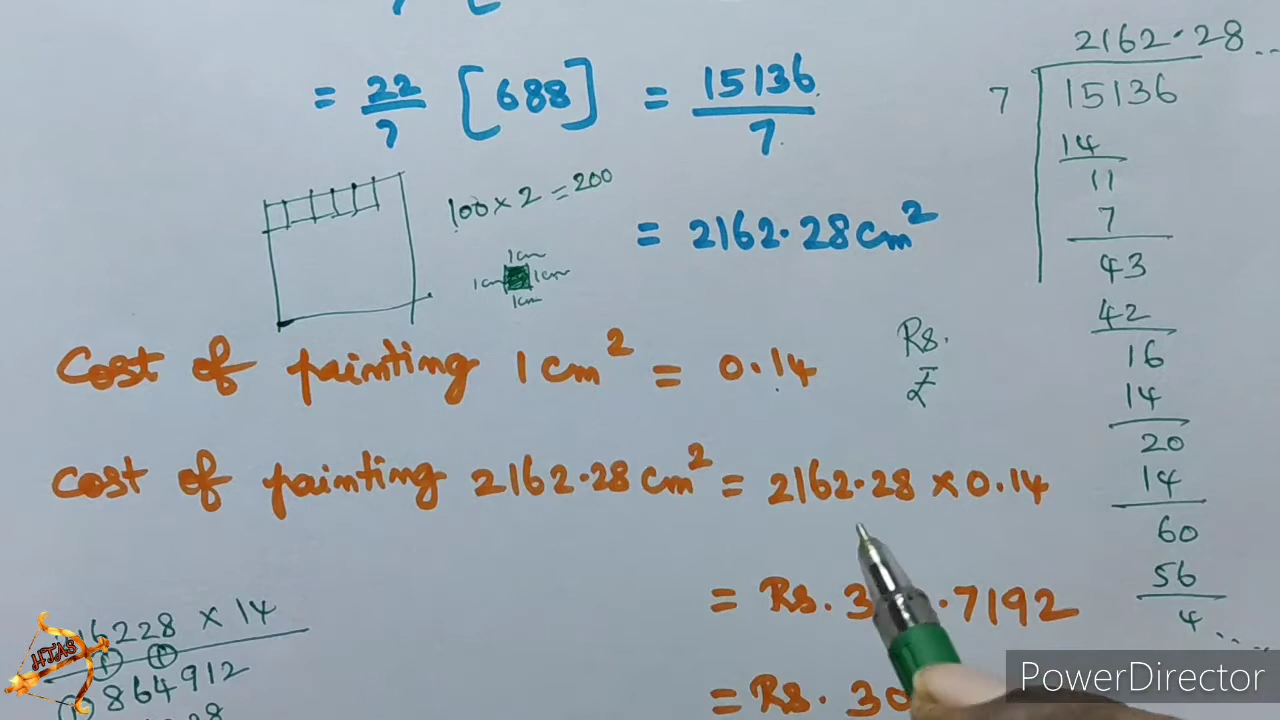 = 22/7 [688] = 15136/7
= 2162.28 cm²
2162.28...
7 15136
14
11
7
43
42
16
14
20
14
60
56
4...
100 × 2 = 200
1cm
1cm 1cm
1cm
Rs.
₹
Cost of painting 1 cm² = 0.14
Cost of painting 2162.28 cm² = 2162.28 × 0.14
= Rs. 3 .7192
= Rs. 30
16228 × 14
864912
HTAS
PowerDirector